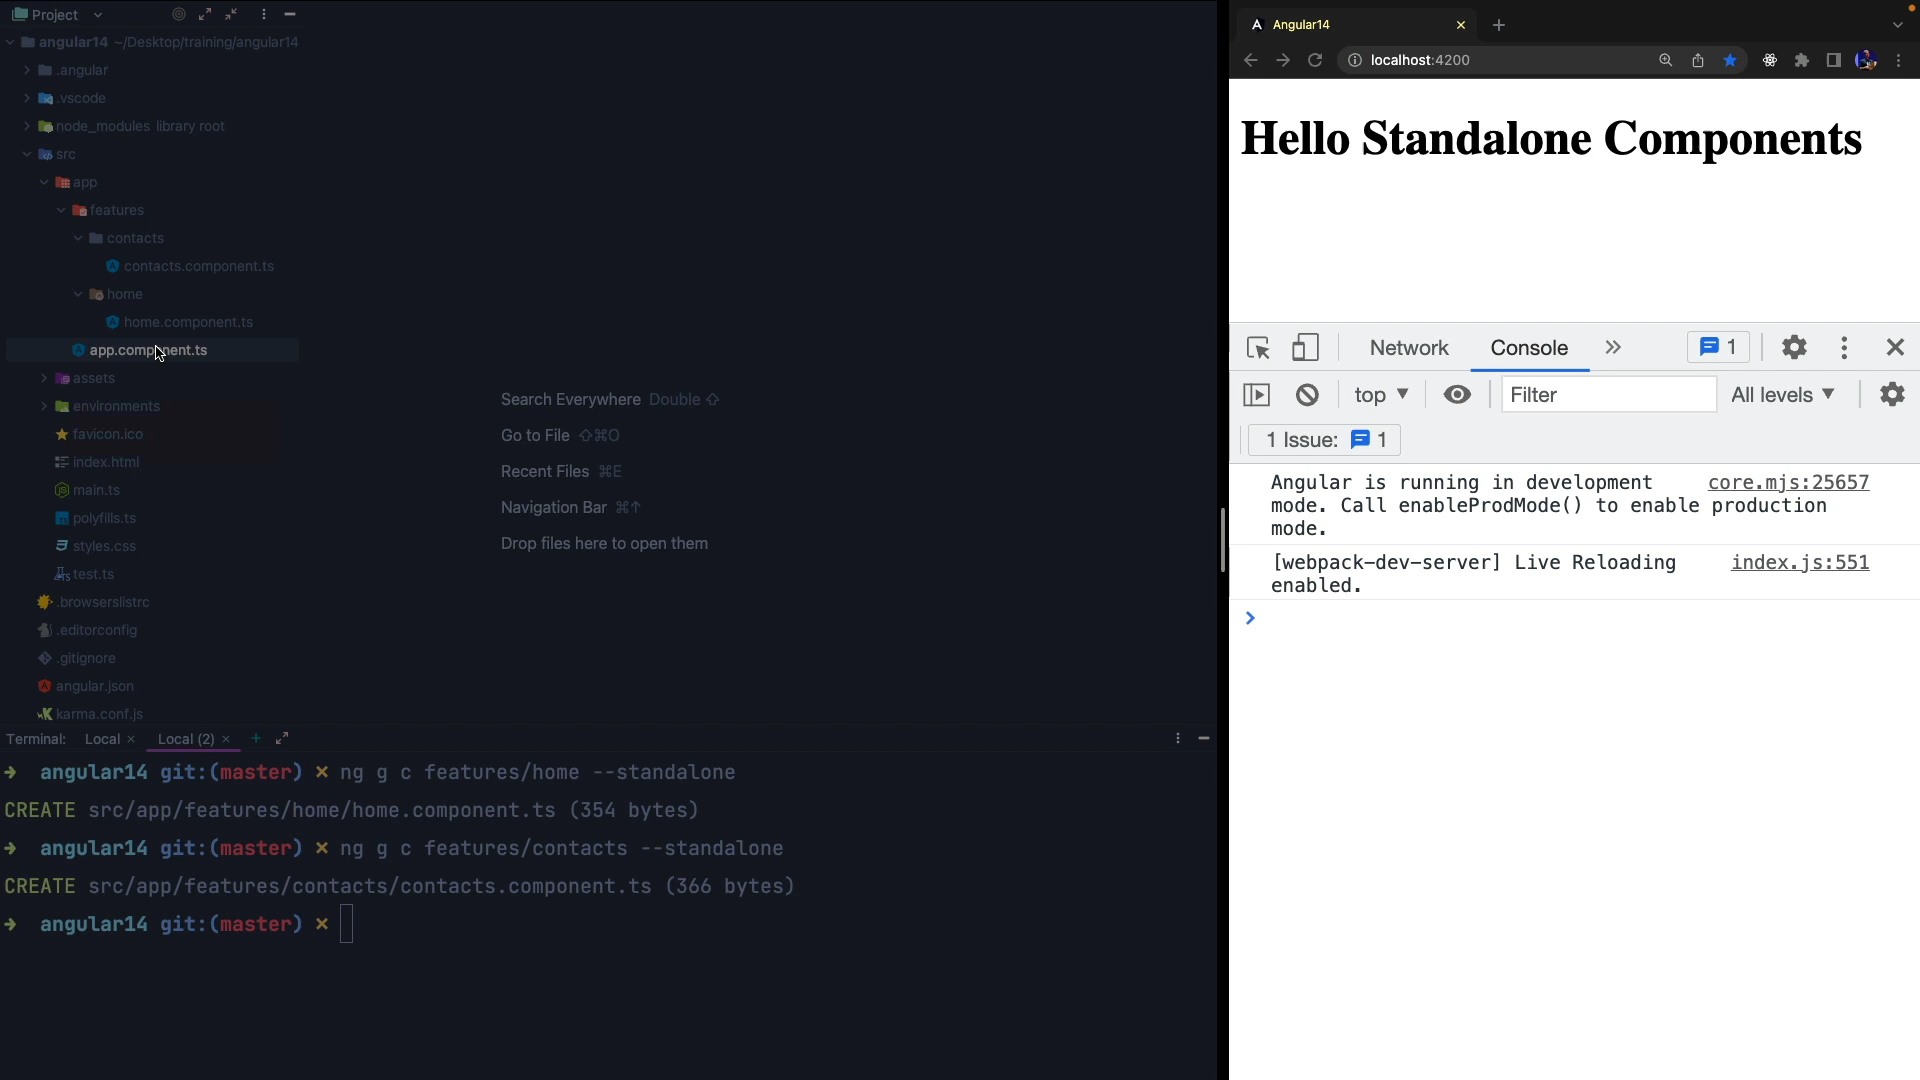 Project
angular14 ~/Desktop/training/angular14
.angular
.vscode
node_modules library root
src
app
features
contacts
contacts.component.ts
home
home.component.ts
app.component.ts
assets
environments
favicon.ico
index.html
main.ts
polyfills.ts
styles.css
test.ts
.browserslistrc
.editorconfig
.gitignore
angular.json
karma.conf.js
Search Everywhere Double ⇧
Go to File ⇧⌘O
Recent Files ⌘E
Navigation Bar ⌘↑
Drop files here to open them
Terminal: Local × Local (2) × +
➜ angular14 git:(master) ✗ ng g c features/home --standalone
CREATE src/app/features/home/home.component.ts (354 bytes)
➜ angular14 git:(master) ✗ ng g c features/contacts --standalone
CREATE src/app/features/contacts/contacts.component.ts (366 bytes)
➜ angular14 git:(master) ✗
Angular14
localhost:4200
Hello Standalone Components
Network Console » 1
top ▼ Filter All levels ▼
1 Issue: 1
Angular is running in development core.mjs:25657
mode. Call enableProdMode() to enable production
mode.
[webpack-dev-server] Live Reloading index.js:551
enabled.